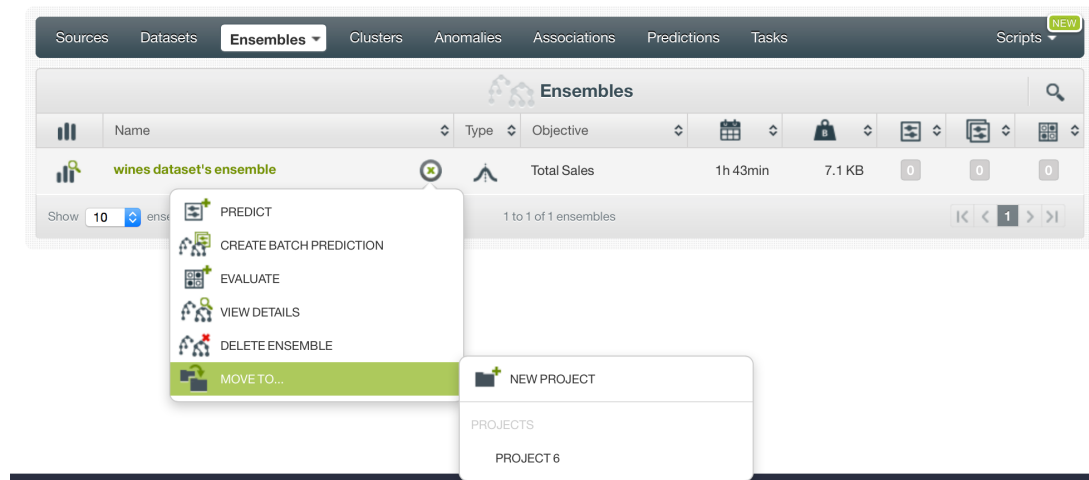 NEW
Sources Datasets Ensembles Clusters Anomalies Associations Predictions Tasks Scripts
Ensembles
Name Type Objective B
wines dataset's ensemble Total Sales 1h 43min 7.1 KB 0 0 0
Show 10 ense 1 to 1 of 1 ensembles 1
PREDICT
CREATE BATCH PREDICTION
EVALUATE
VIEW DETAILS
DELETE ENSEMBLE
MOVE TO...
NEW PROJECT
PROJECTS
PROJECT 6